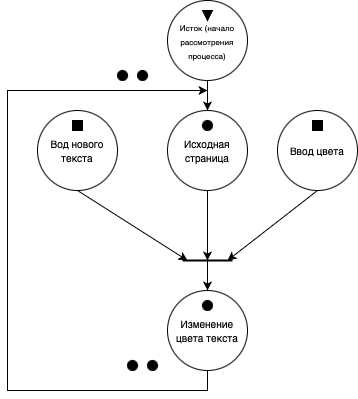 Исток (начало
рассмотрения
процесса)
Вод нового
текста
Исходная
страница
Ввод цвета
Изменение
цвета текста